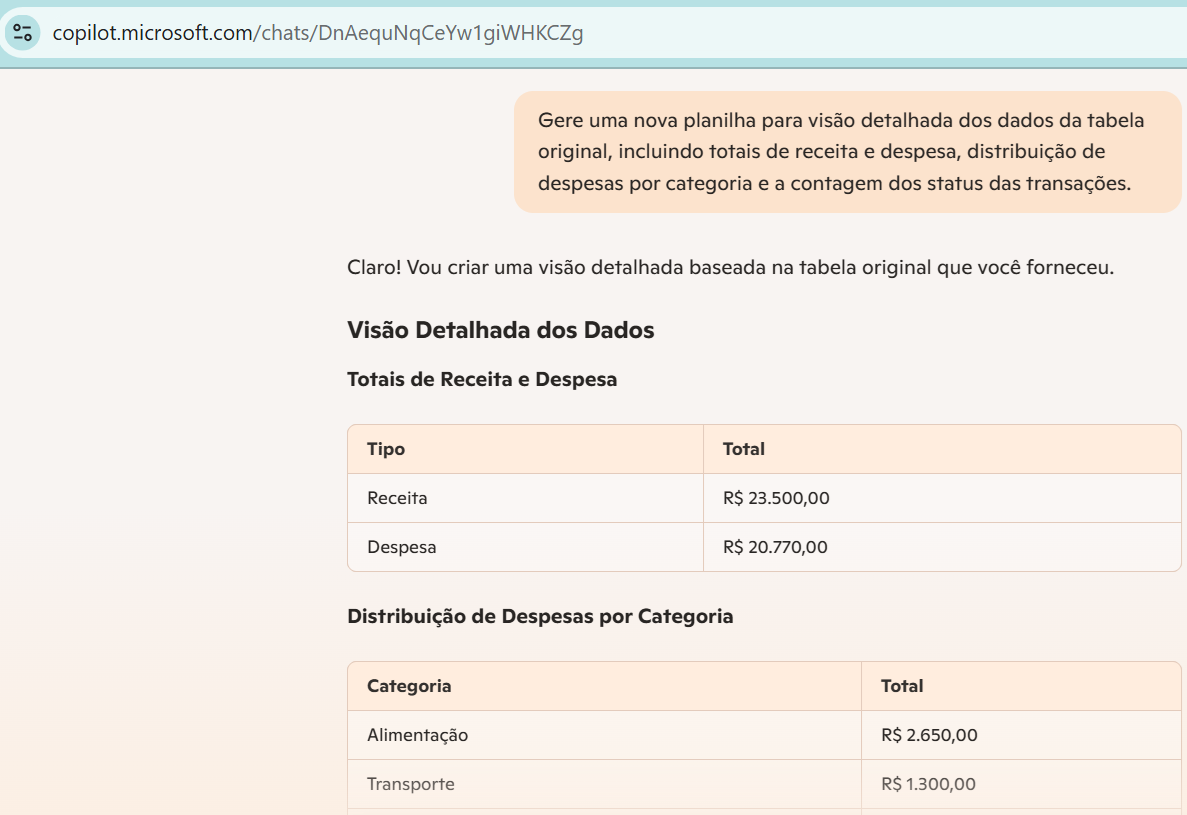 copilot.microsoft.com/chats/DnAequNqCeYw1giWHKCZg
Gere uma nova planilha para visão detalhada dos dados da tabela
original, incluindo totais de receita e despesa, distribuição de
despesas por categoria e a contagem dos status das transações.
Claro! Vou criar uma visão detalhada baseada na tabela original que você forneceu.
Visão Detalhada dos Dados
Totais de Receita e Despesa
Tipo Total
Receita R$ 23.500,00
Despesa R$ 20.770,00
Distribuição de Despesas por Categoria
Categoria Total
Alimentação R$ 2.650,00
Transporte R$ 1.300,00